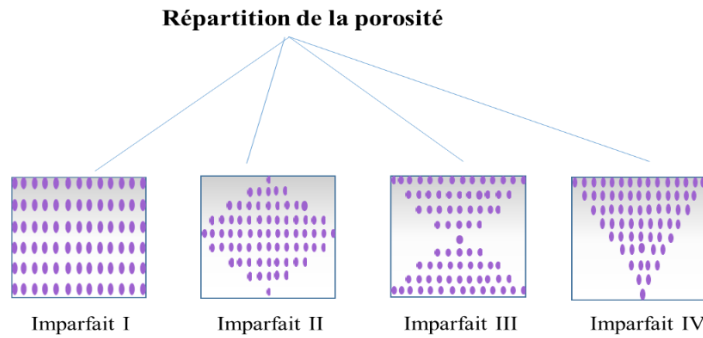 Répartition de la porosité
Imparfait I
Imparfait II
Imparfait III
Imparfait IV